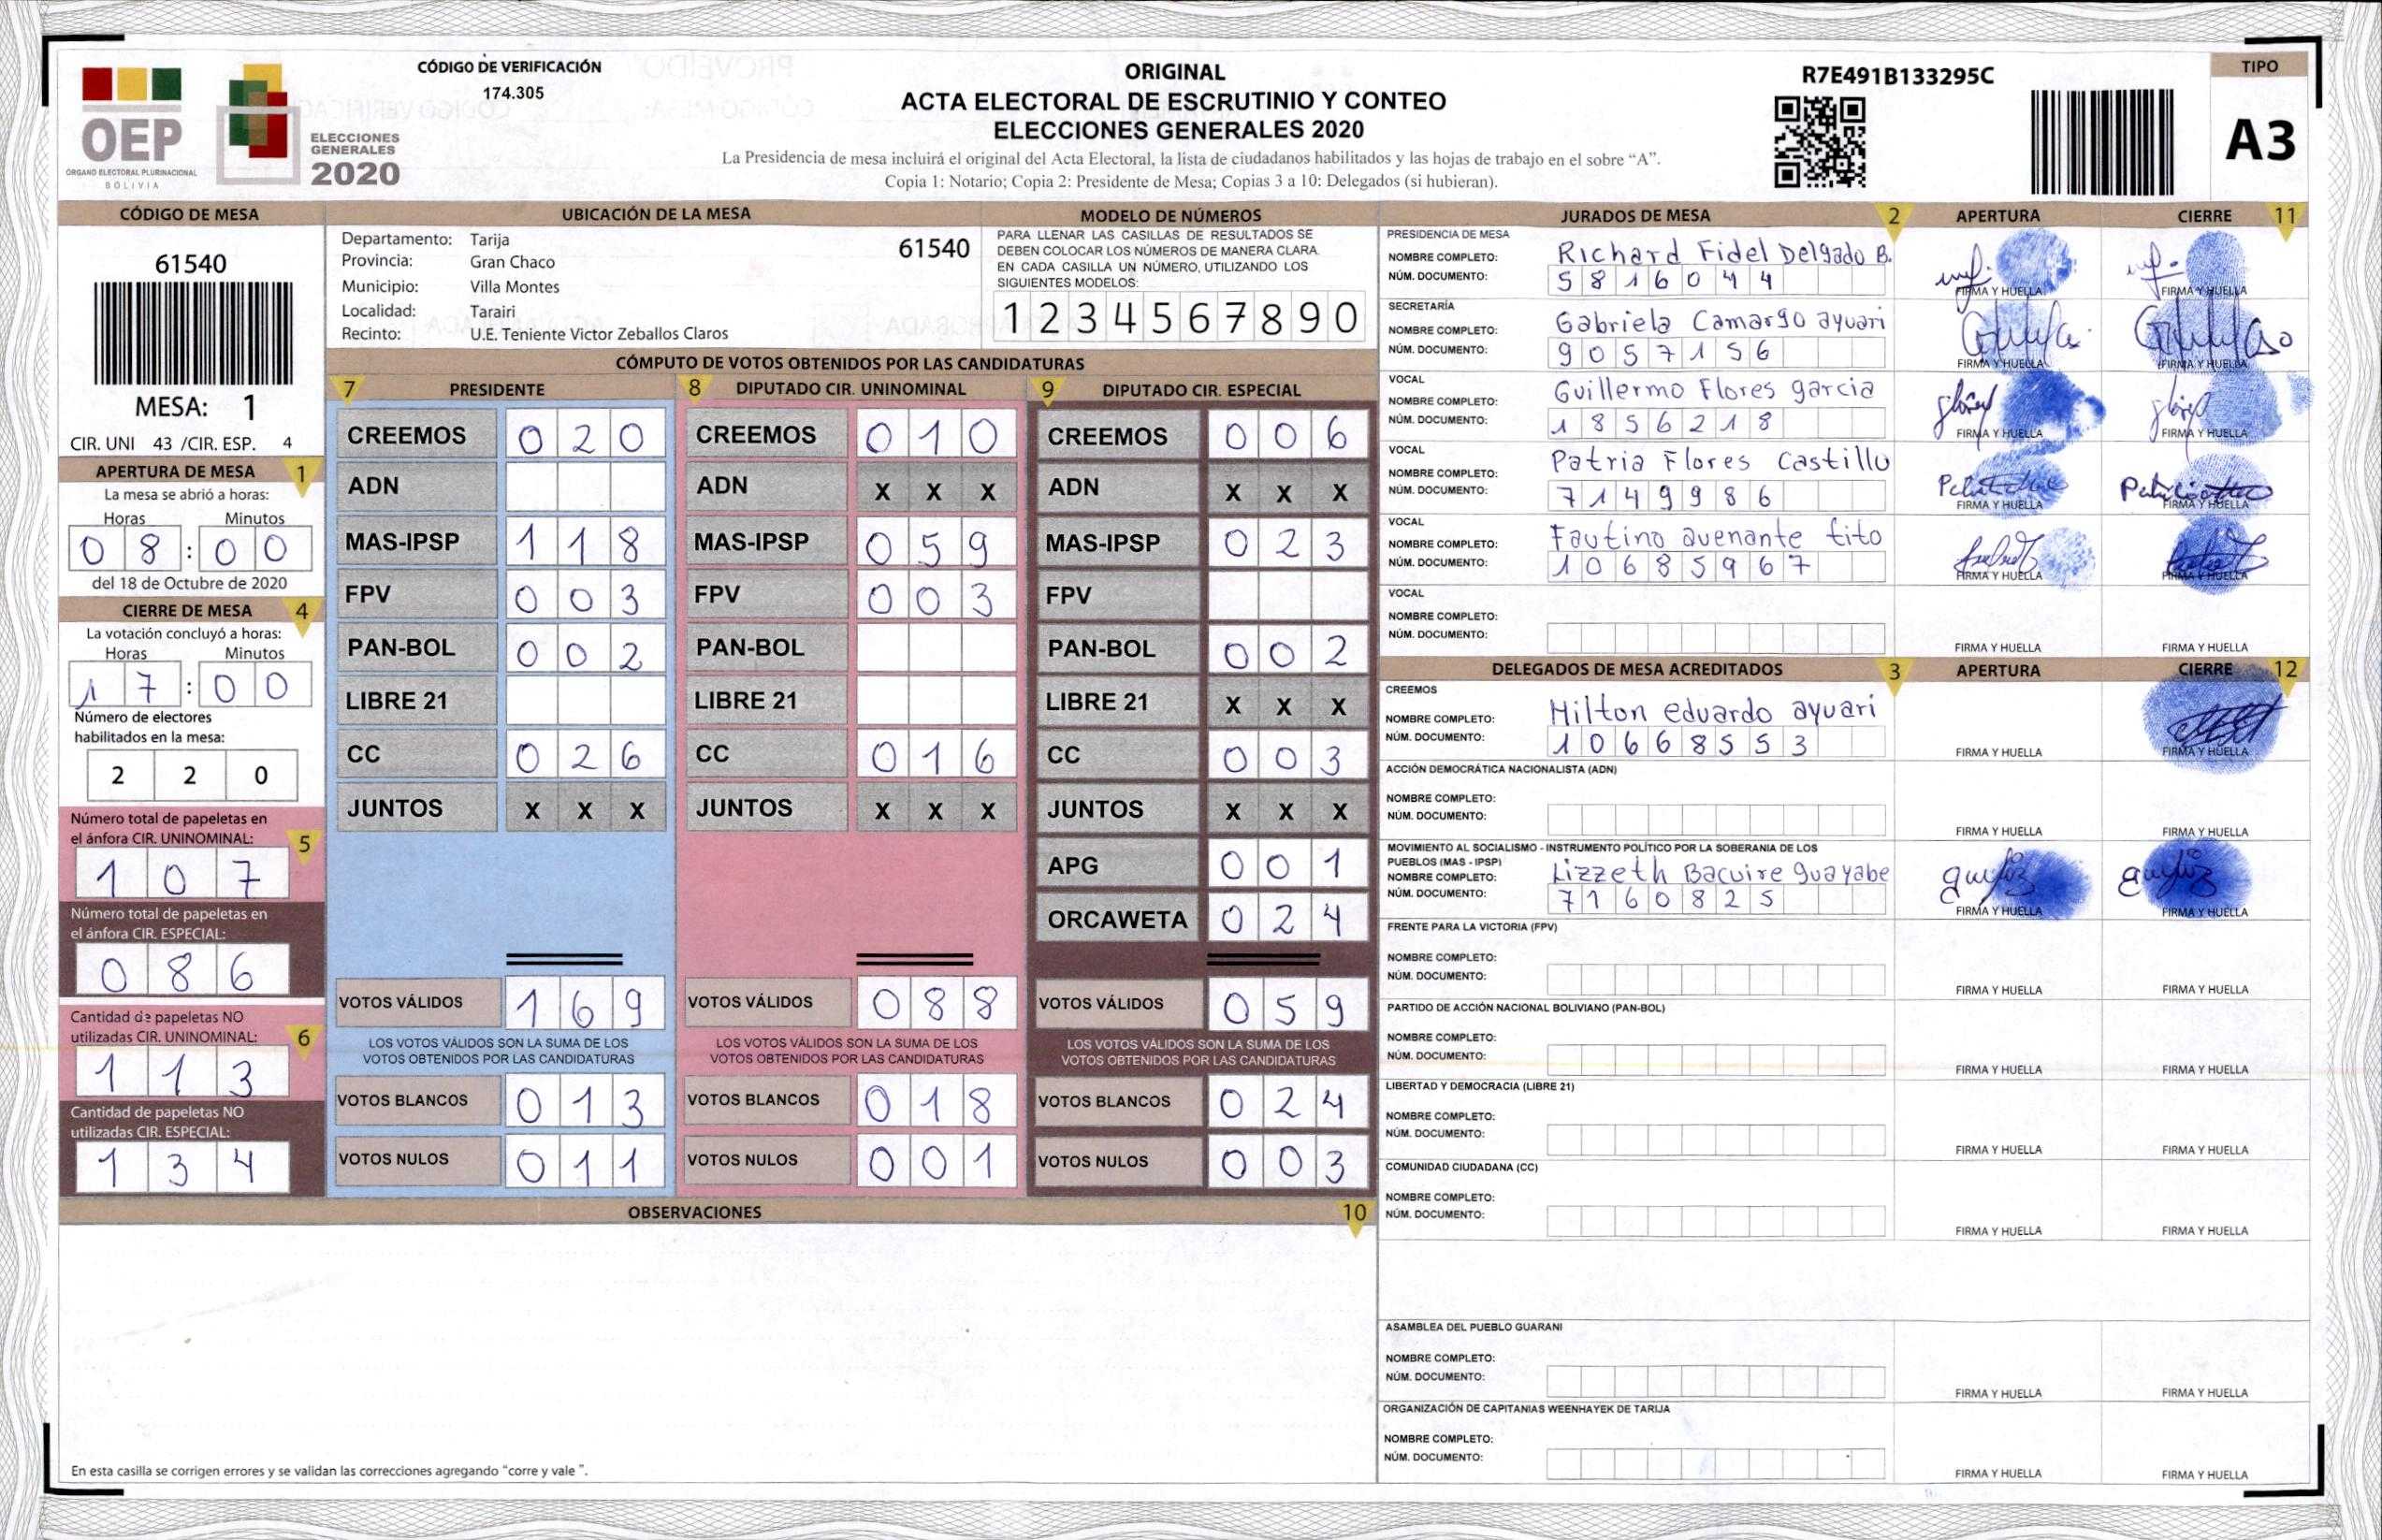 CÓDIGO DE VERIFICACIÓN
174.305
OEP
ÓRGANO ELECTORAL PLURINACIONAL
BOLIVIA
ELECCIONES
GENERALES
2020
ORIGINAL
ACTA ELECTORAL DE ESCRUTINIO Y CONTEO
ELECCIONES GENERALES 2020
La Presidencia de mesa incluirá el original del Acta Electoral, la lista de ciudadanos habilitados y las hojas de trabajo en el sobre “A”.
Copia 1: Notario; Copia 2: Presidente de Mesa; Copias 3 a 10: Delegados (si hubieran).
R7E491B133295C
TIPO
A3
CÓDIGO DE MESA
61540
MESA: 1
CIR. UNI 43 /CIR. ESP. 4
APERTURA DE MESA 1
La mesa se abrió a horas:
Horas Minutos
08:00
del 18 de Octubre de 2020
CIERRE DE MESA 4
La votación concluyó a horas:
Horas Minutos
17:00
Número de electores
habilitados en la mesa:
2 2 0
Número total de papeletas en
el ánfora CIR. UNINOMINAL: 5
1 0 7
Número total de papeletas en
el ánfora CIR. ESPECIAL:
0 8 6
Cantidad de papeletas NO
utilizadas CIR. UNINOMINAL: 6
1 1 3
Cantidad de papeletas NO
utilizadas CIR. ESPECIAL:
1 3 4
UBICACIÓN DE LA MESA
Departamento: Tarija 61540
Provincia: Gran Chaco
Municipio: Villa Montes
Localidad: Tarairi
Recinto: U.E. Teniente Victor Zeballos Claros
MODELO DE NÚMEROS
PARA LLENAR LAS CASILLAS DE RESULTADOS SE
DEBEN COLOCAR LOS NÚMEROS DE MANERA CLARA.
EN CADA CASILLA UN NÚMERO, UTILIZANDO LOS
SIGUIENTES MODELOS:
1 2 3 4 5 6 7 8 9 0
CÓMPUTO DE VOTOS OBTENIDOS POR LAS CANDIDATURAS
7 PRESIDENTE
CREEMOS 0 2 0
ADN
MAS-IPSP 1 1 8
FPV 0 0 3
PAN-BOL 0 0 2
LIBRE 21
CC 0 2 6
JUNTOS X X X
VOTOS VÁLIDOS 1 6 9
LOS VOTOS VÁLIDOS SON LA SUMA DE LOS
VOTOS OBTENIDOS POR LAS CANDIDATURAS
VOTOS BLANCOS 0 1 3
VOTOS NULOS 0 1 1
8 DIPUTADO CIR. UNINOMINAL
CREEMOS 0 1 0
ADN X X X
MAS-IPSP 0 5 9
FPV 0 0 3
PAN-BOL
LIBRE 21
CC 0 1 6
JUNTOS X X X
VOTOS VÁLIDOS 0 8 8
LOS VOTOS VÁLIDOS SON LA SUMA DE LOS
VOTOS OBTENIDOS POR LAS CANDIDATURAS
VOTOS BLANCOS 0 1 8
VOTOS NULOS 0 0 1
9 DIPUTADO CIR. ESPECIAL
CREEMOS 0 0 6
ADN X X X
MAS-IPSP 0 2 3
FPV
PAN-BOL 0 0 2
LIBRE 21 X X X
CC 0 0 3
JUNTOS X X X
APG 0 0 1
ORCAWETA 0 2 4
VOTOS VÁLIDOS 0 5 9
LOS VOTOS VÁLIDOS SON LA SUMA DE LOS
VOTOS OBTENIDOS POR LAS CANDIDATURAS
VOTOS BLANCOS 0 2 4
VOTOS NULOS 0 0 3
OBSERVACIONES 10
En esta casilla se corrigen errores y se validan las correcciones agregando “corre y vale ”.
JURADOS DE MESA 2 APERTURA CIERRE 11
PRESIDENCIA DE MESA
NOMBRE COMPLETO: Richard Fidel Delgado B.
NÚM. DOCUMENTO: 5816044
FIRMA Y HUELLA FIRMA Y HUELLA
SECRETARÍA
NOMBRE COMPLETO: Gabriela Camargo ayuari
NÚM. DOCUMENTO: 9057156
FIRMA Y HUELLA FIRMA Y HUELLA
VOCAL
NOMBRE COMPLETO: Guillermo Flores garcia
NÚM. DOCUMENTO: 1856218
FIRMA Y HUELLA FIRMA Y HUELLA
VOCAL
NOMBRE COMPLETO: Patria Flores Castillo
NÚM. DOCUMENTO: 7149986
FIRMA Y HUELLA FIRMA Y HUELLA
VOCAL
NOMBRE COMPLETO: Fautino avenante tito
NÚM. DOCUMENTO: 10685967
FIRMA Y HUELLA FIRMA Y HUELLA
VOCAL
NOMBRE COMPLETO:
NÚM. DOCUMENTO:
FIRMA Y HUELLA FIRMA Y HUELLA
DELEGADOS DE MESA ACREDITADOS 3 APERTURA CIERRE 12
CREEMOS
NOMBRE COMPLETO: Hilton eduardo ayuari
NÚM. DOCUMENTO: 10668553
FIRMA Y HUELLA FIRMA Y HUELLA
ACCIÓN DEMOCRÁTICA NACIONALISTA (ADN)
NOMBRE COMPLETO:
NÚM. DOCUMENTO:
FIRMA Y HUELLA FIRMA Y HUELLA
MOVIMIENTO AL SOCIALISMO - INSTRUMENTO POLÍTICO POR LA SOBERANIA DE LOS
PUEBLOS (MAS - IPSP)
NOMBRE COMPLETO: Lizzeth Bacuire guayabe
NÚM. DOCUMENTO: 7160825
FIRMA Y HUELLA FIRMA Y HUELLA
FRENTE PARA LA VICTORIA (FPV)
NOMBRE COMPLETO:
NÚM. DOCUMENTO:
FIRMA Y HUELLA FIRMA Y HUELLA
PARTIDO DE ACCIÓN NACIONAL BOLIVIANO (PAN-BOL)
NOMBRE COMPLETO:
NÚM. DOCUMENTO:
FIRMA Y HUELLA FIRMA Y HUELLA
LIBERTAD Y DEMOCRACIA (LIBRE 21)
NOMBRE COMPLETO:
NÚM. DOCUMENTO:
FIRMA Y HUELLA FIRMA Y HUELLA
COMUNIDAD CIUDADANA (CC)
NOMBRE COMPLETO:
NÚM. DOCUMENTO:
FIRMA Y HUELLA FIRMA Y HUELLA
ASAMBLEA DEL PUEBLO GUARANI
NOMBRE COMPLETO:
NÚM. DOCUMENTO:
FIRMA Y HUELLA FIRMA Y HUELLA
ORGANIZACIÓN DE CAPITANIAS WEENHAYEK DE TARIJA
NOMBRE COMPLETO:
NÚM. DOCUMENTO:
FIRMA Y HUELLA FIRMA Y HUELLA